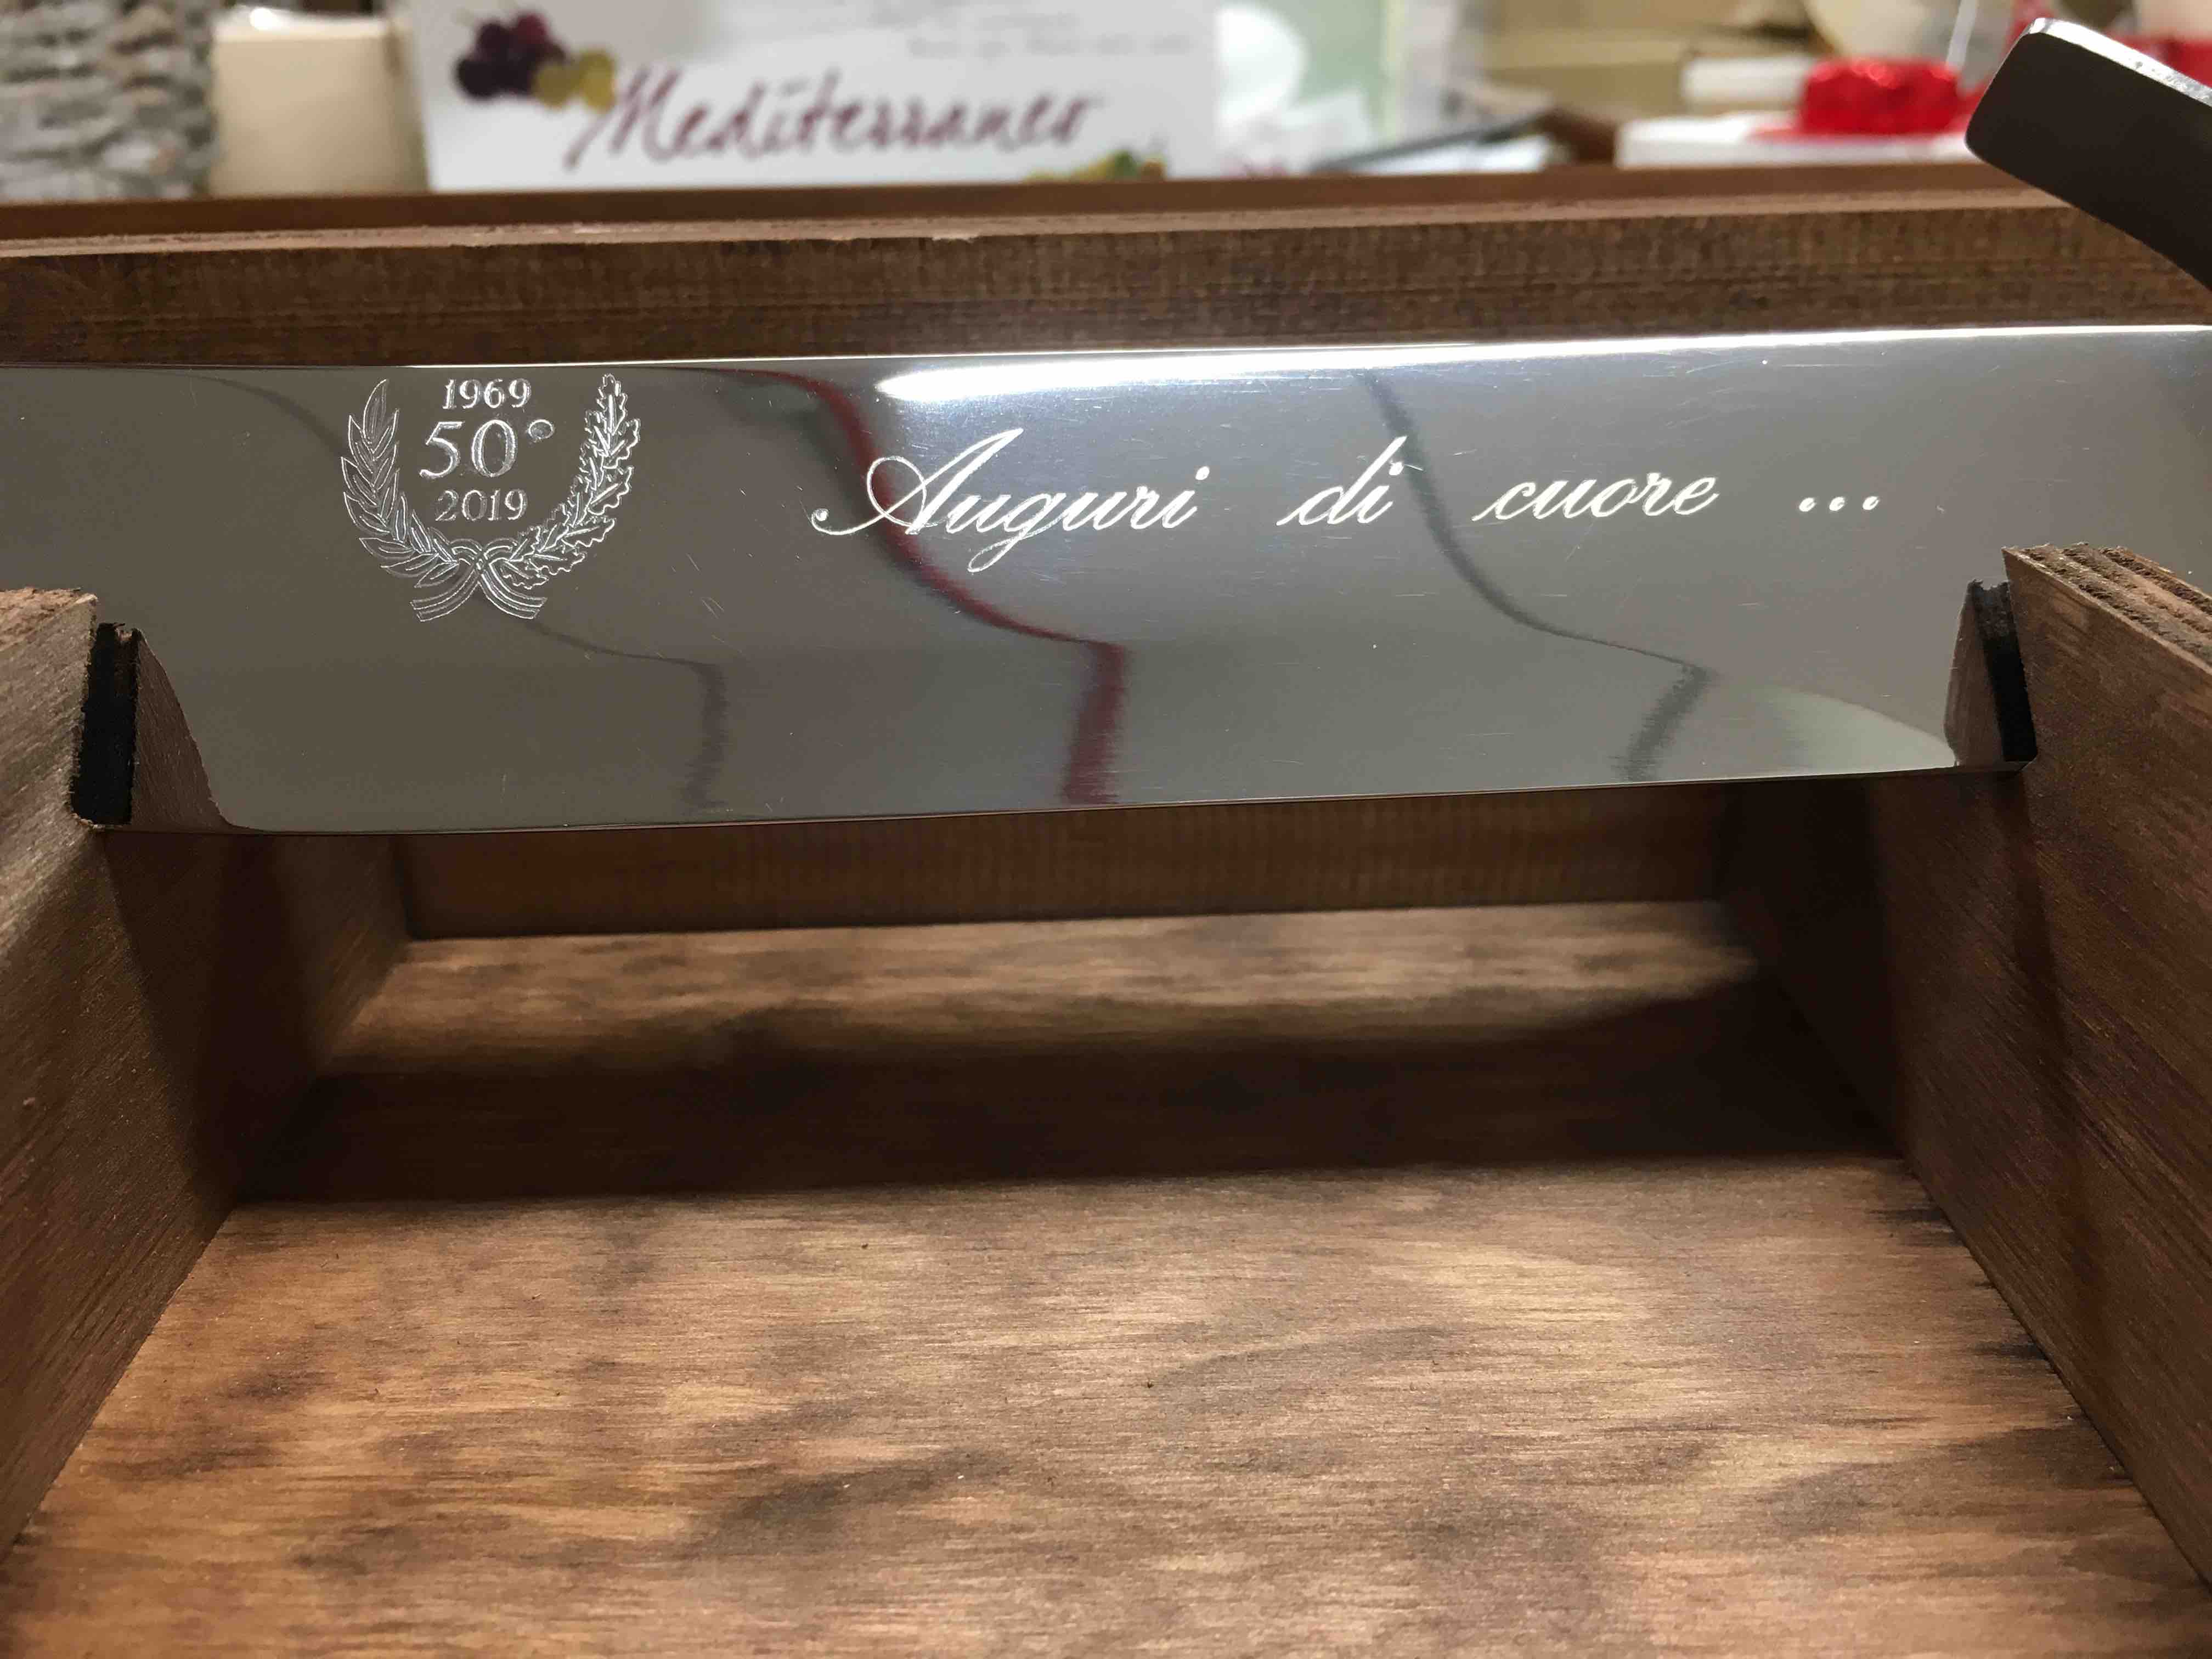 Mediterraneo
1969
50°
2019
Auguri di cuore ...